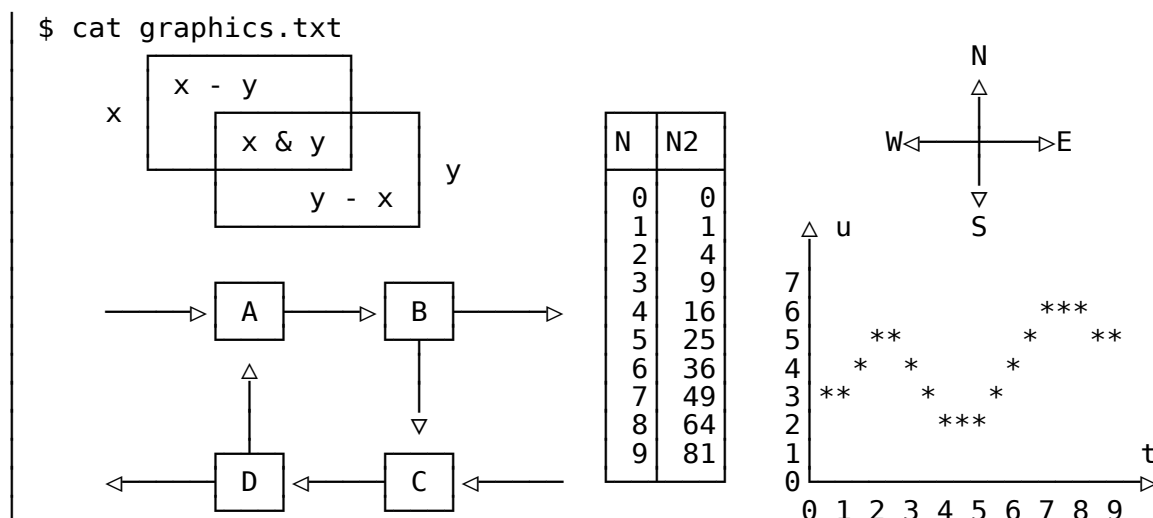 $ cat graphics.txt
x - y
x
x & y
y
y - x
A B
D C
N N2
0 0
1 1
2 4
3 9
4 16
5 25
6 36
7 49
8 64
9 81
N
W E
S
u
7
6 ***
5 ** * **
4 * * *
3 ** * *
2 ***
1 t
0
0 1 2 3 4 5 6 7 8 9